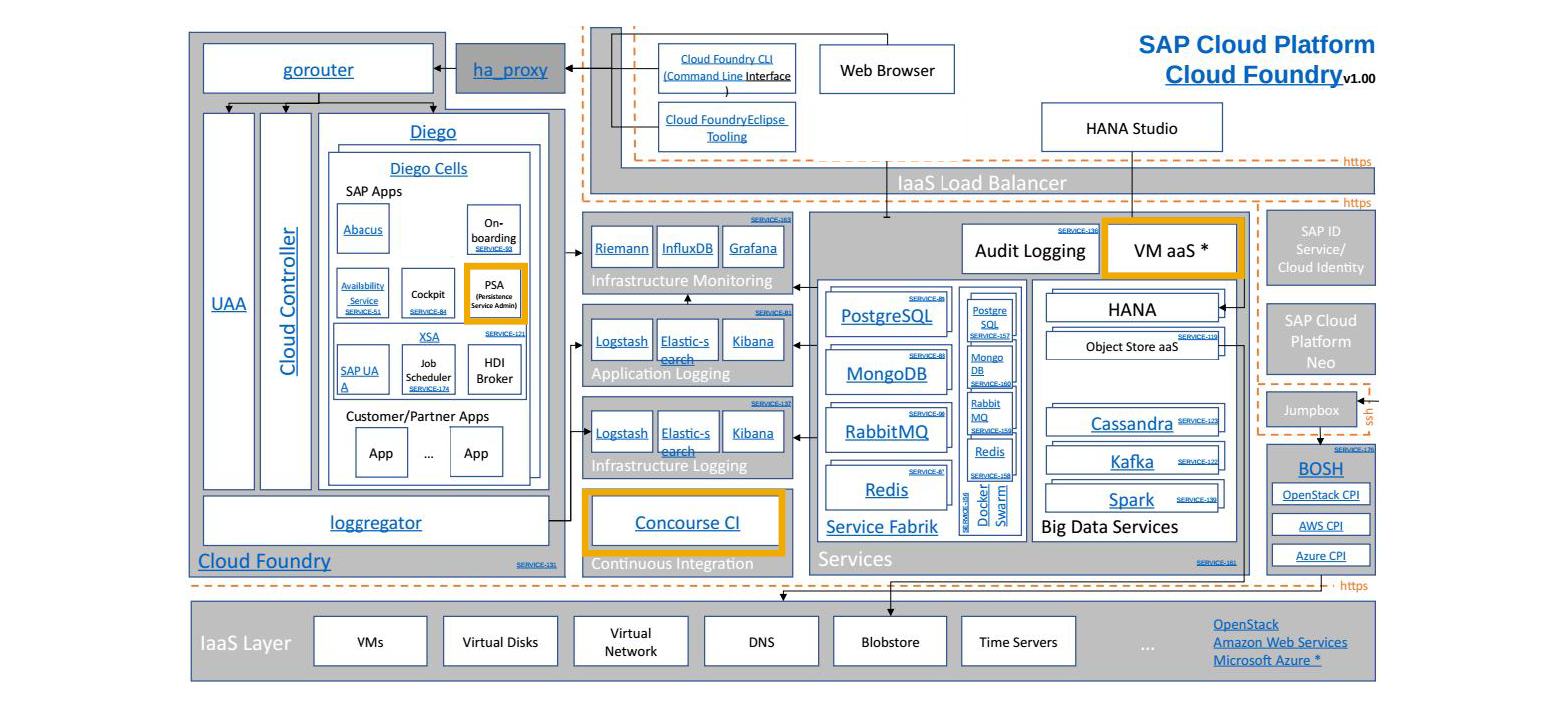 SAP Cloud Platform
Cloud Foundry v1.00
gorouter
ha_proxy
Cloud Foundry CLI
(Command Line Interface
)
Web Browser
Cloud FoundryEclipse
Tooling
HANA Studio
https
IaaS Load Balancer
https
UAA
Cloud Controller
Diego
Diego Cells
SAP Apps
Abacus
On-
boarding
SERVICE-93
Availability
Service
SERVICE-51
Cockpit
SERVICE-84
PSA
(Persistence
Service Admin)
XSA
SERVICE-121
SAP UA
A
Job
Scheduler
SERVICE-174
HDI
Broker
Customer/Partner Apps
App
...
App
loggregator
Cloud Foundry
SERVICE-131
SERVICE-163
Riemann
InfluxDB
Grafana
Infrastructure Monitoring
SERVICE-81
Logstash
Elastic-s
earch
Kibana
Application Logging
SERVICE-137
Logstash
Elastic-s
earch
Kibana
Infrastructure Logging
Concourse CI
Continuous Integration
SERVICE-136
Audit Logging
VM aaS *
SERVICE-86
PostgreSQL
SERVICE-88
MongoDB
SERVICE-96
RabbitMQ
Redis
Service Fabrik
Postgre
SQL
SERVICE-157
Mongo
DB
SERVICE-160
Rabbit
MQ
SERVICE-159
Redis
SERVICE-158
SERVICE-156
Docker
Swarm
HANA
SERVICE-119
Object Store aaS
Cassandra
SERVICE-123
Kafka
SERVICE-122
Spark
SERVICE-139
Big Data Services
Services
SERVICE-161
SAP ID
Service/
Cloud Identity
SAP Cloud
Platform
Neo
Jumpbox
ssh
SERVICE-176
BOSH
OpenStack CPI
AWS CPI
Azure CPI
https
IaaS Layer
VMs
Virtual Disks
Virtual
Network
DNS
Blobstore
Time Servers
...
OpenStack
Amazon Web Services
Microsoft Azure *